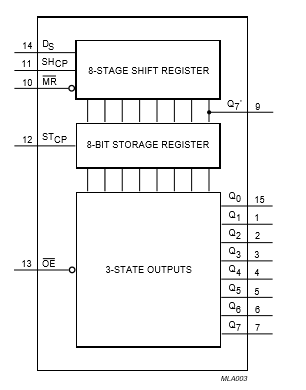 14 DS
11 SHCP
10 MR
8-STAGE SHIFT REGISTER
Q7' 9
12 STCP
8-BIT STORAGE REGISTER
13 OE
3-STATE OUTPUTS
Q0 15
Q1 1
Q2 2
Q3 3
Q4 4
Q5 5
Q6 6
Q7 7
MLA003